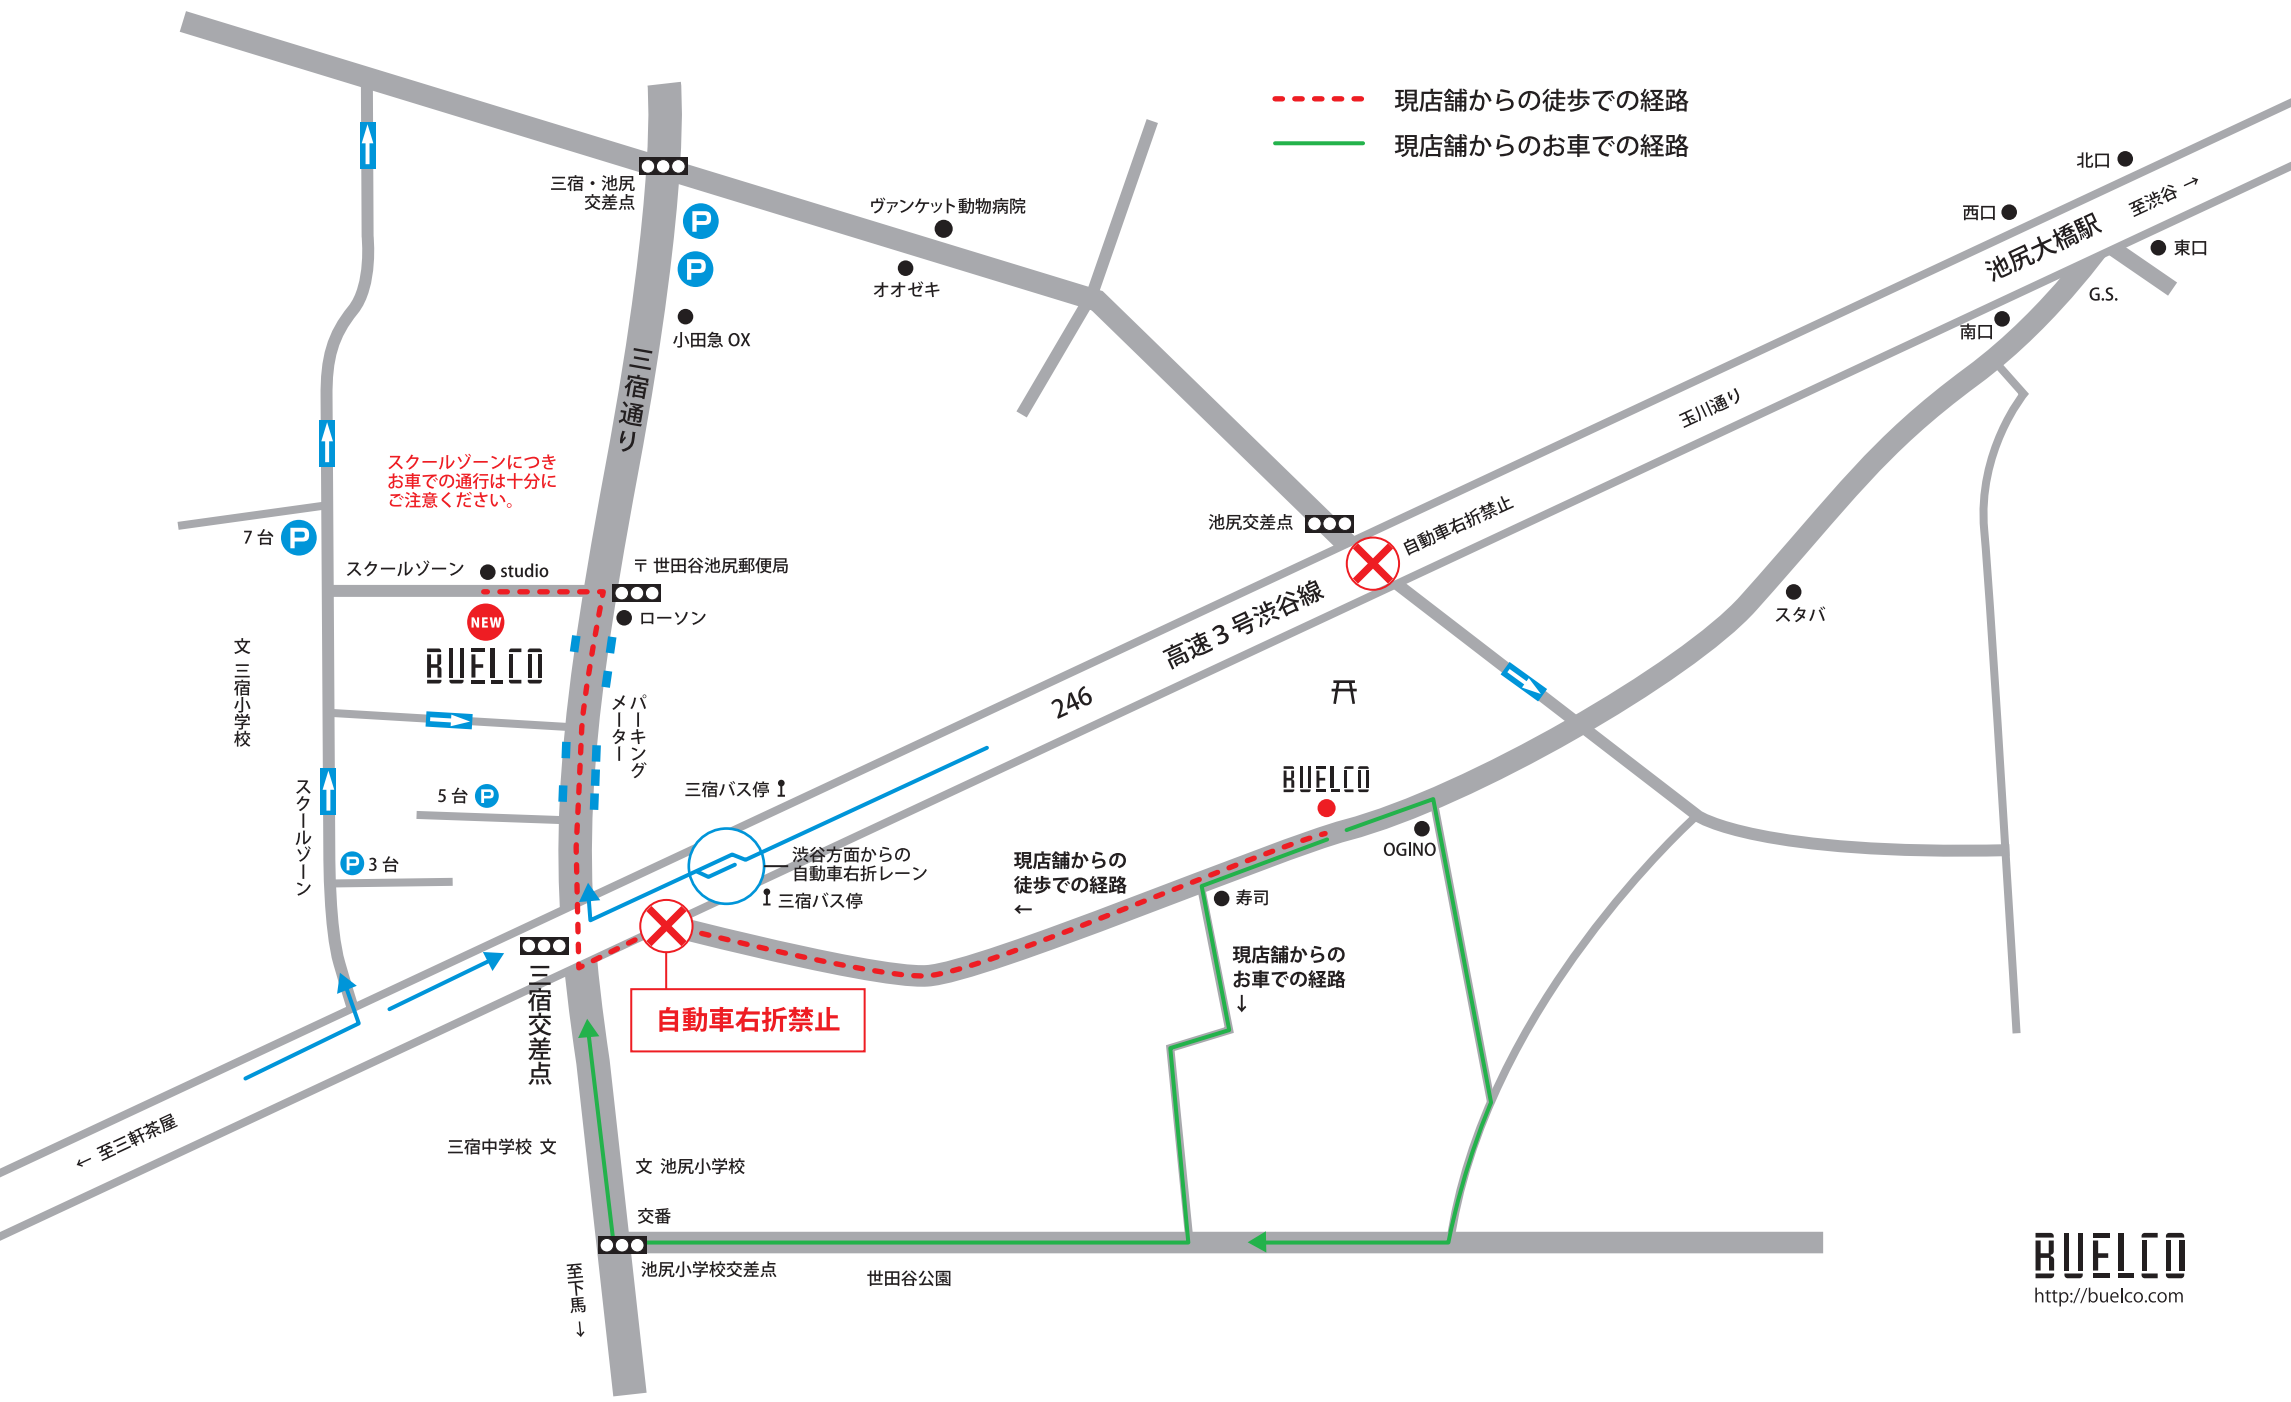 現店舗からの徒歩での経路
現店舗からのお車での経路
北口
至渋谷 →
西口
池尻大橋駅
東口
G.S.
南口
三宿・池尻
交差点
P
P
ヴァンケット動物病院
オオゼキ
小田急 OX
三宿通り
玉川通り
スクールゾーンにつき
お車での通行は十分に
ご注意ください。
7 台
P
池尻交差点
自動車右折禁止
スクールゾーン
studio
〒 世田谷池尻郵便局
ローソン
高速 3 号渋谷線
スタバ
NEW
BUELCO
文 三宿小学校
パーキング
メーター
246
スクールゾーン
5 台 P
三宿バス停
BUELCO
OGINO
P 3 台
渋谷方面からの
自動車右折レーン
三宿バス停
現店舗からの
徒歩での経路
←
寿司
現店舗からの
お車での経路
↓
三宿交差点
自動車右折禁止
← 至三軒茶屋
三宿中学校 文
文 池尻小学校
交番
池尻小学校交差点
世田谷公園
至下馬 →
BUELCO
http://buelco.com